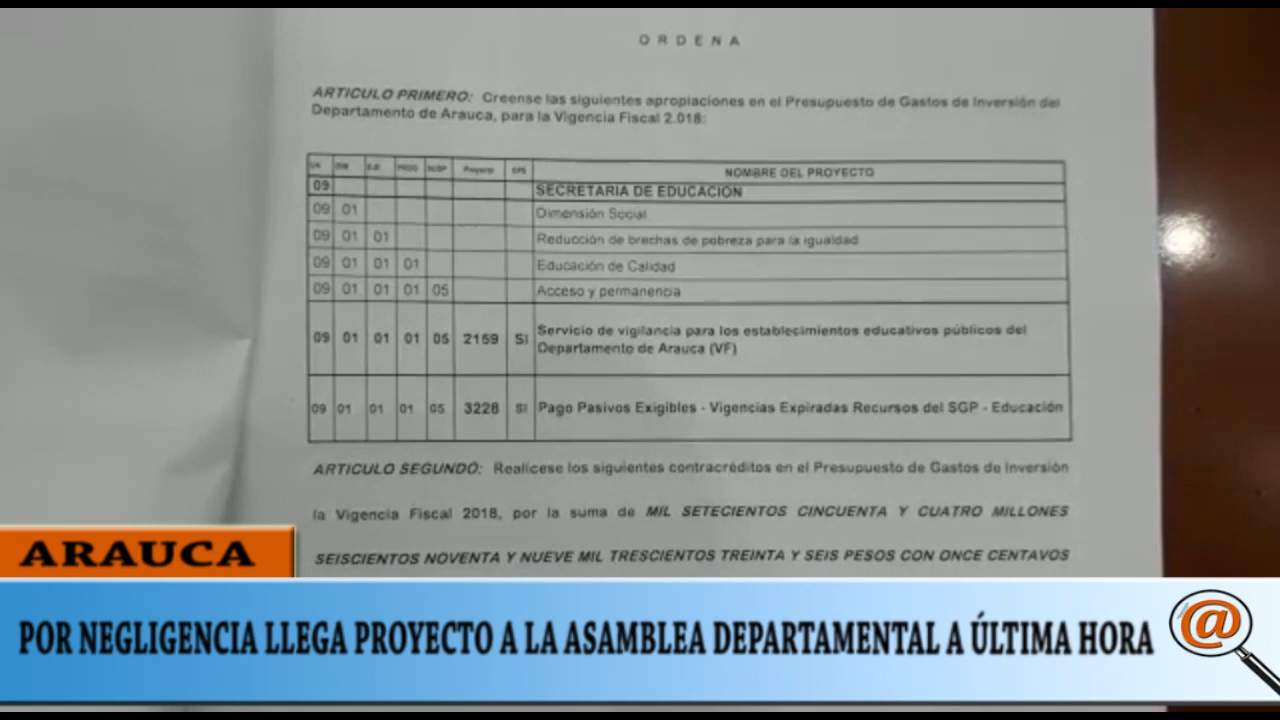 O R D E N A
ARTICULO PRIMERO: Creense las siguientes apropiaciones en el Presupuesto de Gastos de Inversión del
Departamento de Arauca, para la Vigencia Fiscal 2.018:
EJE PROG SUBP Proyecto NOMBRE DEL PROYECTO
09 SECRETARIA DE EDUCACION
09 01 Dimensión Social
09 01 01 Reducción de brechas de pobreza para la igualdad
09 01 01 01 Educación de Calidad
09 01 01 01 05 Acceso y permanencia
09 01 01 01 05 2159 SI Servicio de vigilancia para los establecimientos educativos públicos del
Departamento de Arauca (VF)
09 01 01 01 05 3228 SI Pago Pasivos Exigibles - Vigencias Expiradas Recursos del SGP - Educación
ARTICULO SEGUNDO: Realicese los siguientes contracréditos en el Presupuesto de Gastos de Inversión
la Vigencia Fiscal 2018, por la suma de MIL SETECIENTOS CINCUENTA Y CUATRO MILLONES
SEISCIENTOS NOVENTA Y NUEVE MIL TRESCIENTOS TREINTA Y SEIS PESOS CON ONCE CENTAVOS
ARAUCA
POR NEGLIGENCIA LLEGA PROYECTO A LA ASAMBLEA DEPARTAMENTAL A ÚLTIMA HORA
@